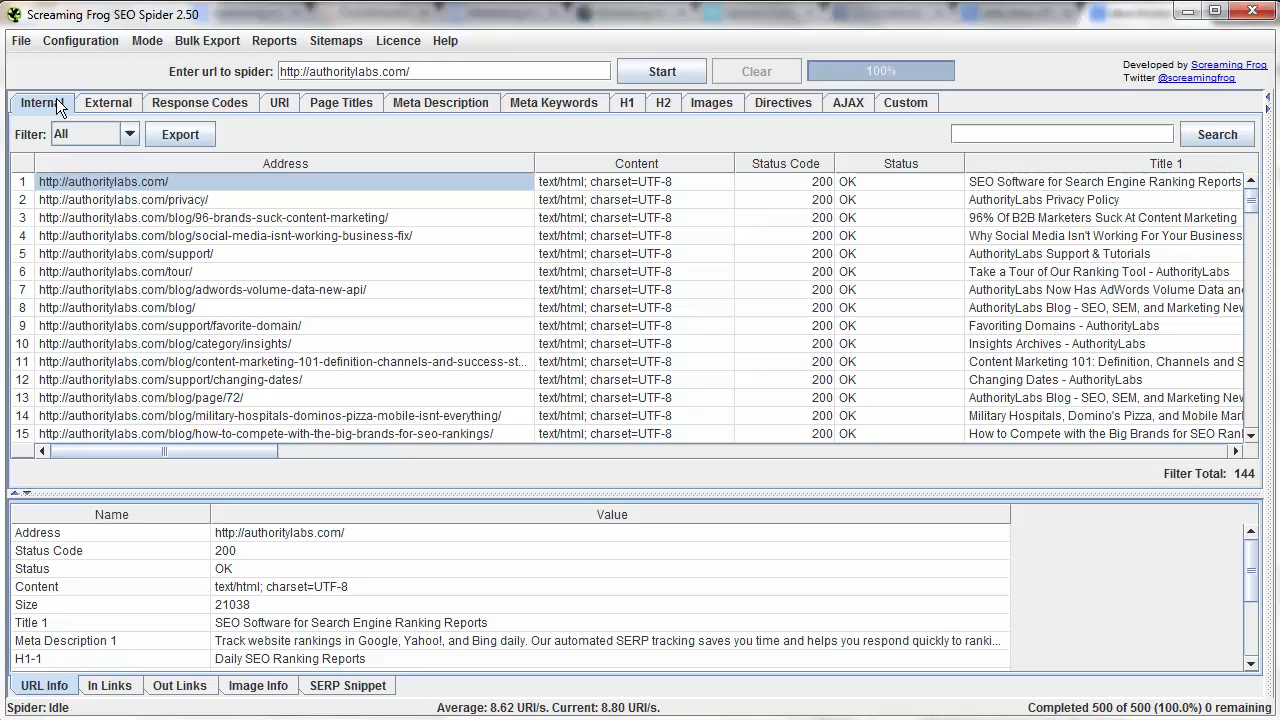 Screaming Frog SEO Spider 2.50
File Configuration Mode Bulk Export Reports Sitemaps Licence Help
Enter url to spider: http://authoritylabs.com/ Start Clear 100%
Developed by Screaming Frog
Twitter @screamingfrog
Internal External Response Codes URI Page Titles Meta Description Meta Keywords H1 H2 Images Directives AJAX Custom
Filter: All Export Search
Address Content Status Code Status Title 1
1 http://authoritylabs.com/ text/html; charset=UTF-8 200 OK SEO Software for Search Engine Ranking Reports
2 http://authoritylabs.com/privacy/ text/html; charset=UTF-8 200 OK AuthorityLabs Privacy Policy
3 http://authoritylabs.com/blog/96-brands-suck-content-marketing/ text/html; charset=UTF-8 200 OK 96% Of B2B Marketers Suck At Content Marketing
4 http://authoritylabs.com/blog/social-media-isnt-working-business-fix/ text/html; charset=UTF-8 200 OK Why Social Media Isn't Working For Your Business
5 http://authoritylabs.com/support/ text/html; charset=UTF-8 200 OK AuthorityLabs Support & Tutorials
6 http://authoritylabs.com/tour/ text/html; charset=UTF-8 200 OK Take a Tour of Our Ranking Tool - AuthorityLabs
7 http://authoritylabs.com/blog/adwords-volume-data-new-api/ text/html; charset=UTF-8 200 OK AuthorityLabs Now Has AdWords Volume Data an
8 http://authoritylabs.com/blog/ text/html; charset=UTF-8 200 OK AuthorityLabs Blog - SEO, SEM, and Marketing Nev
9 http://authoritylabs.com/support/favorite-domain/ text/html; charset=UTF-8 200 OK Favoriting Domains - AuthorityLabs
10 http://authoritylabs.com/blog/category/insights/ text/html; charset=UTF-8 200 OK Insights Archives - AuthorityLabs
11 http://authoritylabs.com/blog/content-marketing-101-definition-channels-and-success-st... text/html; charset=UTF-8 200 OK Content Marketing 101: Definition, Channels and S
12 http://authoritylabs.com/support/changing-dates/ text/html; charset=UTF-8 200 OK Changing Dates - AuthorityLabs
13 http://authoritylabs.com/blog/page/72/ text/html; charset=UTF-8 200 OK AuthorityLabs Blog - SEO, SEM, and Marketing Nev
14 http://authoritylabs.com/blog/military-hospitals-dominos-pizza-mobile-isnt-everything/ text/html; charset=UTF-8 200 OK Military Hospitals, Domino's Pizza, and Mobile Mar
15 http://authoritylabs.com/blog/how-to-compete-with-the-big-brands-for-seo-rankings/ text/html; charset=UTF-8 200 OK How to Compete with the Big Brands for SEO Ran
Filter Total: 144
Name Value
Address http://authoritylabs.com/
Status Code 200
Status OK
Content text/html; charset=UTF-8
Size 21038
Title 1 SEO Software for Search Engine Ranking Reports
Meta Description 1 Track website rankings in Google, Yahoo!, and Bing daily. Our automated SERP tracking saves you time and helps you respond quickly to ranki...
H1-1 Daily SEO Ranking Reports
URL Info In Links Out Links Image Info SERP Snippet
Spider: Idle Average: 8.62 URI/s. Current: 8.80 URI/s. Completed 500 of 500 (100.0%) 0 remaining